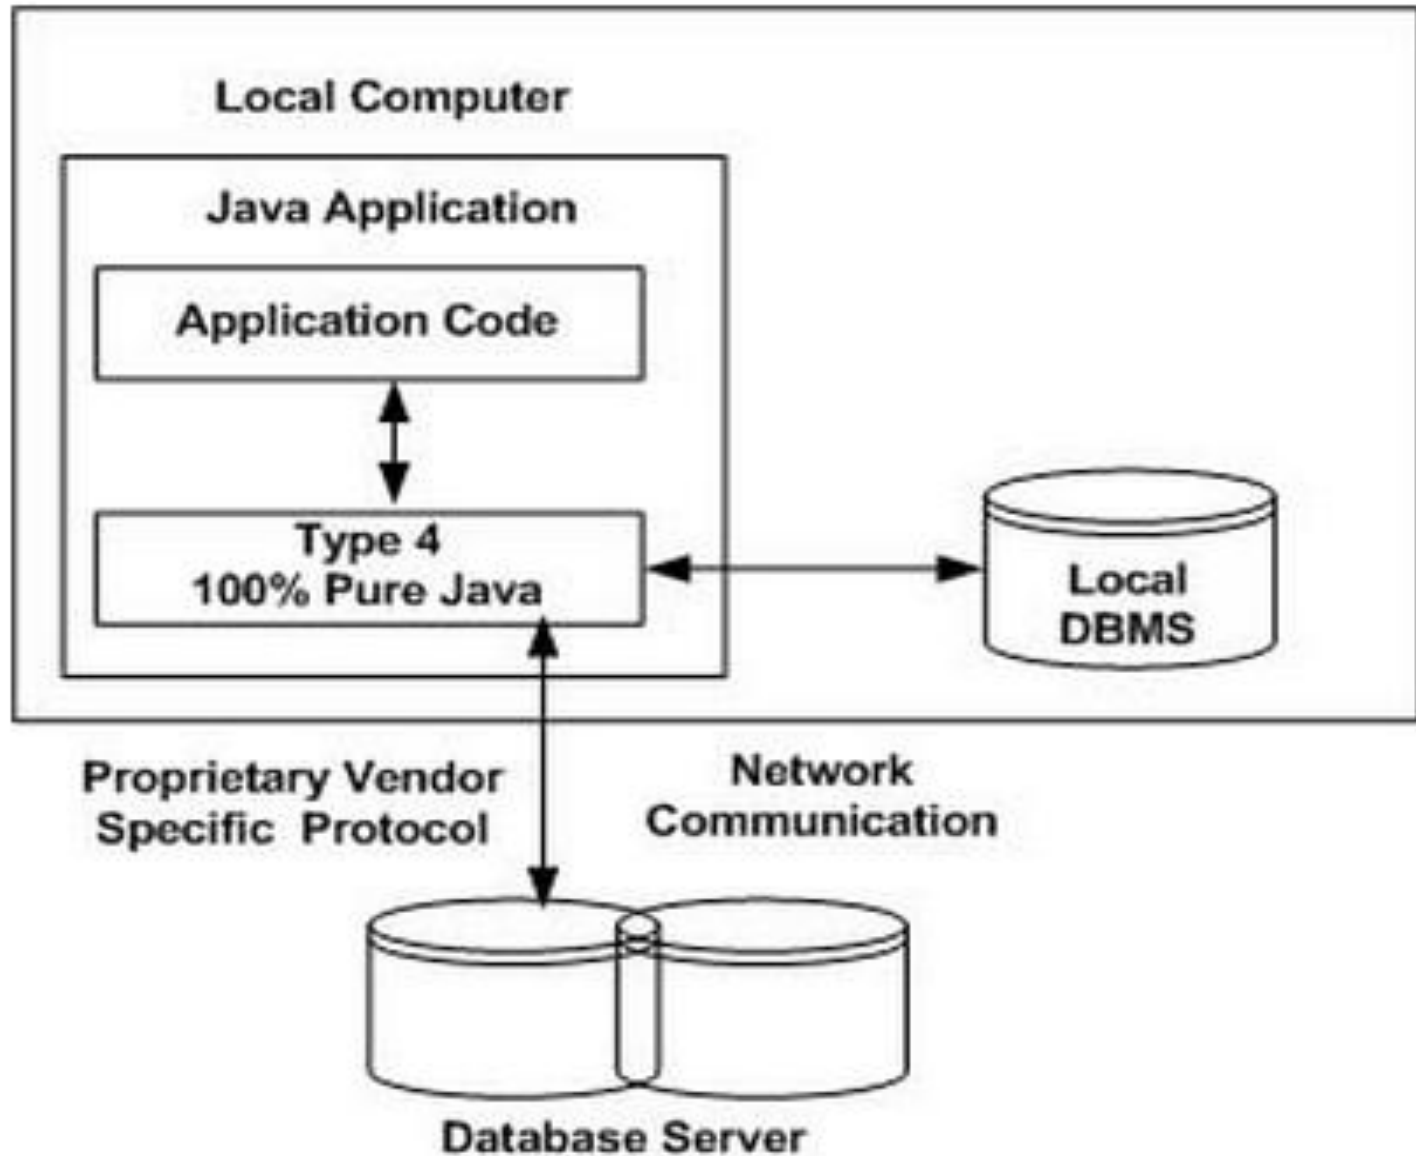 Local Computer
Java Application
Application Code
Type 4
100% Pure Java
Local
DBMS
Proprietary Vendor
Specific Protocol
Network
Communication
Database Server